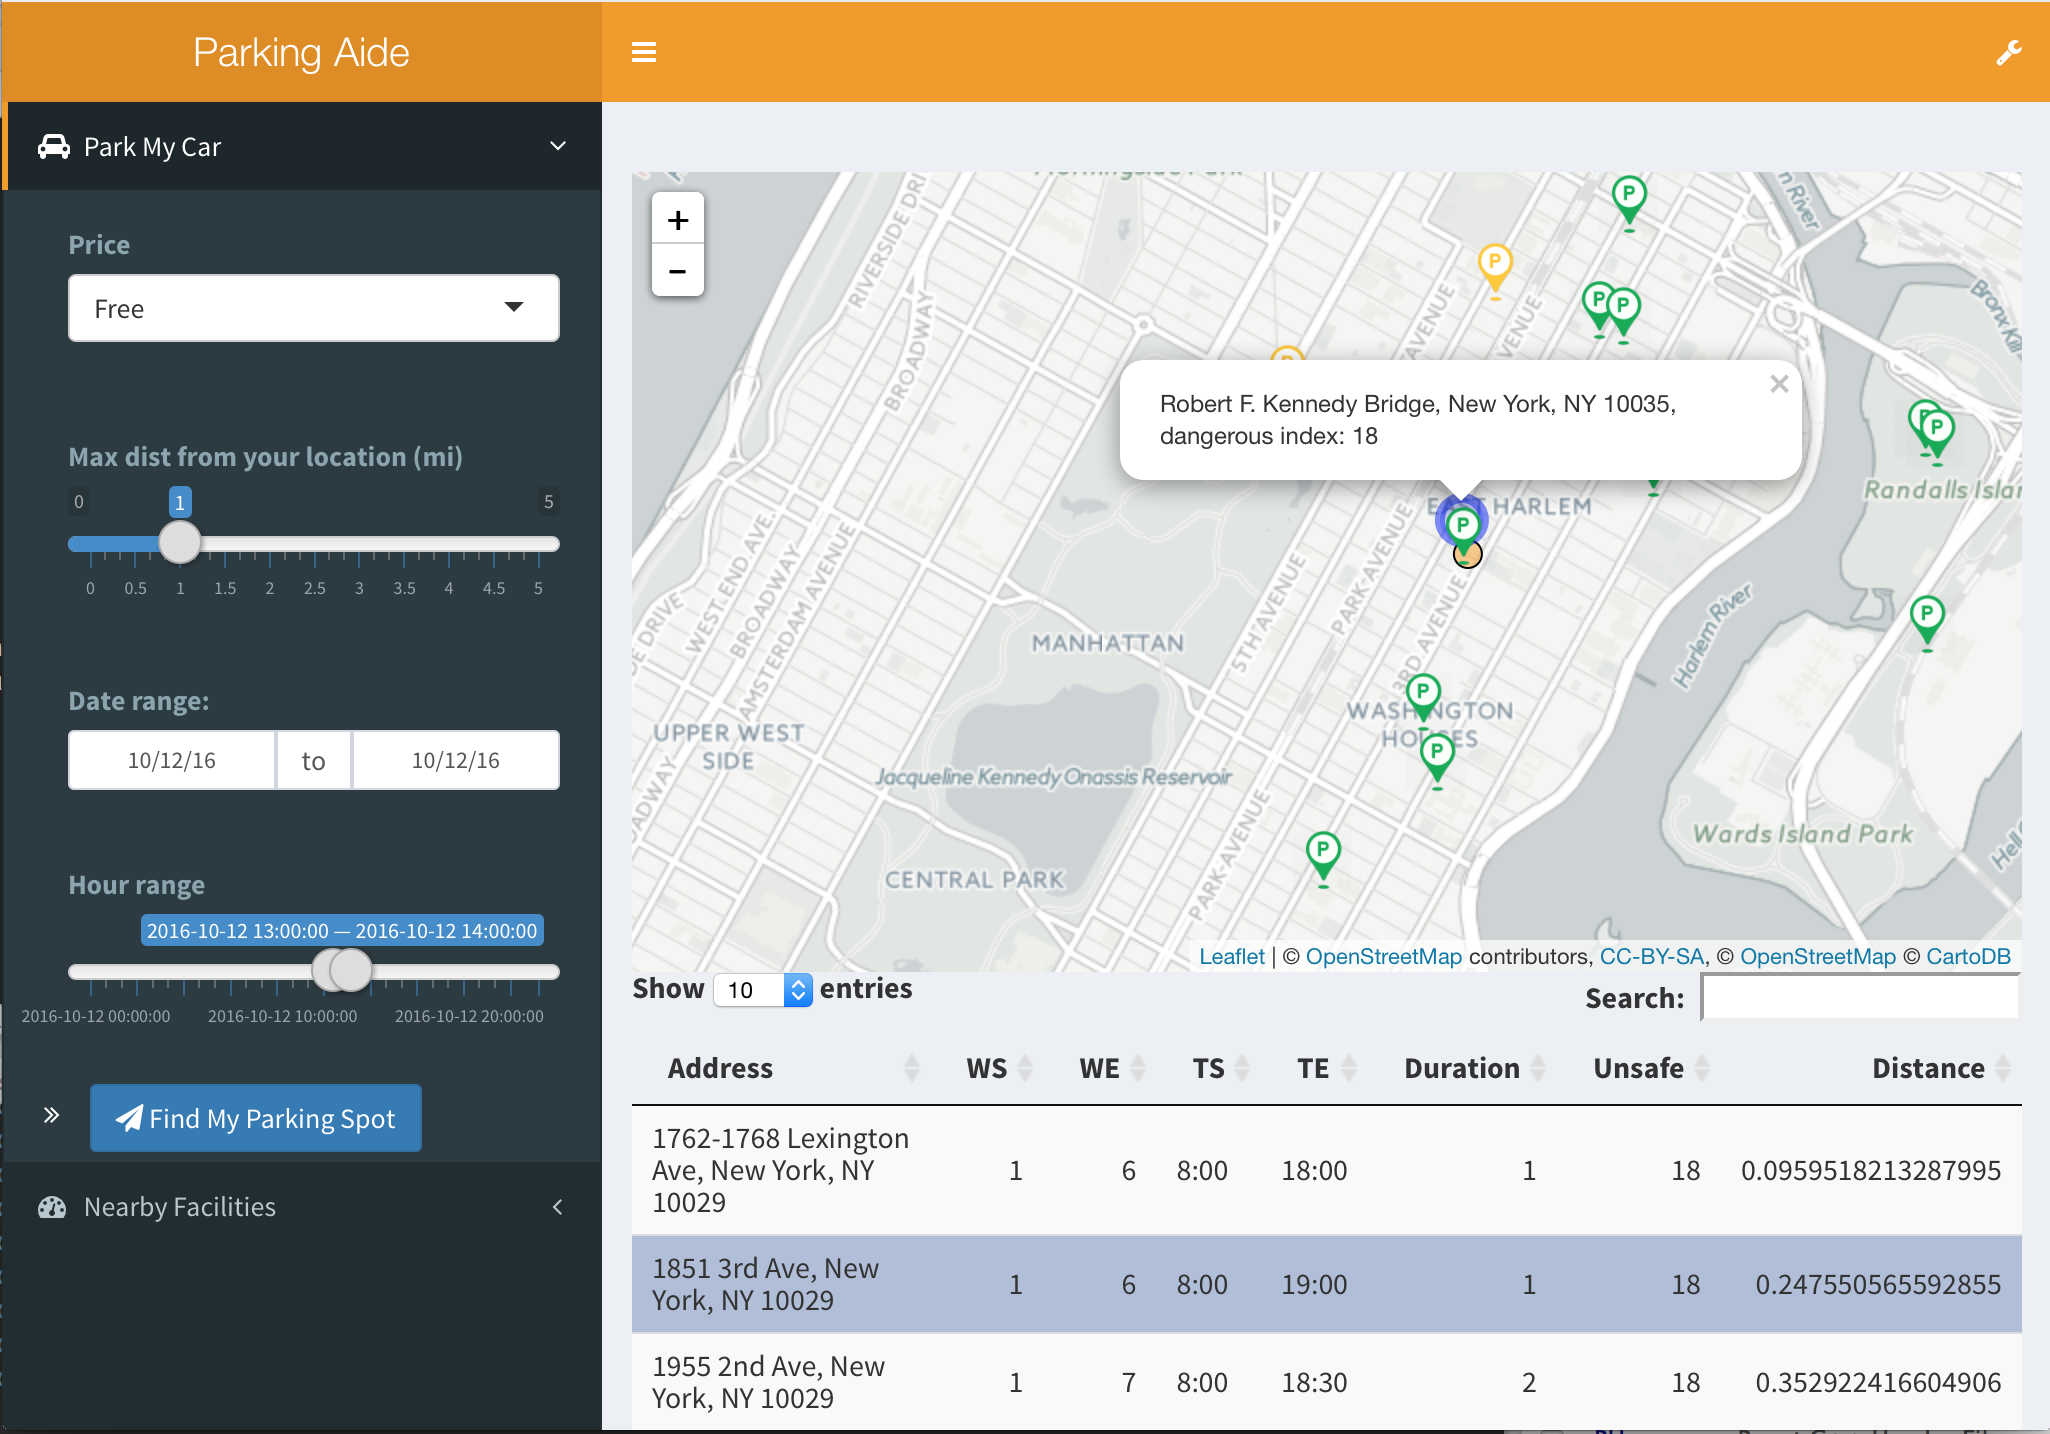 Parking Aide
Park My Car
Price
Free
Max dist from your location (mi)
0 1 5
0 0.5 1 1.5 2 2.5 3 3.5 4 4.5 5
Date range:
10/12/16 to 10/12/16
Hour range
2016-10-12 13:00:00 — 2016-10-12 14:00:00
2016-10-12 00:00:00 2016-10-12 10:00:00 2016-10-12 20:00:00
Find My Parking Spot
Nearby Facilities
+
−
RIVERSIDE DRI
BROADWAY
AVENUE
Robert F. Kennedy Bridge, New York, NY 10035,
dangerous index: 18
×
P
P
P
P
P
P
P
P
P
P
P
EAST HARLEM
Randalls Islan
Harlem River
WEST END AVE
BROADWAY
AMSTERDAM AVENUE
5TH AVENUE
PARK AVENUE
3RD AVENUE
MANHATTAN
UPPER WEST
SIDE
WASHINGTON
HOUSES
Jacqueline Kennedy Onassis Reservoir
Wards Island Park
CENTRAL PARK
PARK AVENUE
Leaflet | © OpenStreetMap contributors, CC-BY-SA, © OpenStreetMap © CartoDB
Show 10 entries
Search:
Address WS WE TS TE Duration Unsafe Distance
1762-1768 Lexington
Ave, New York, NY
10029
1 6 8:00 18:00 1 18 0.0959518213287995
1851 3rd Ave, New
York, NY 10029
1 6 8:00 19:00 1 18 0.247550565592855
1955 2nd Ave, New
York, NY 10029
1 7 8:00 18:30 2 18 0.352922416604906